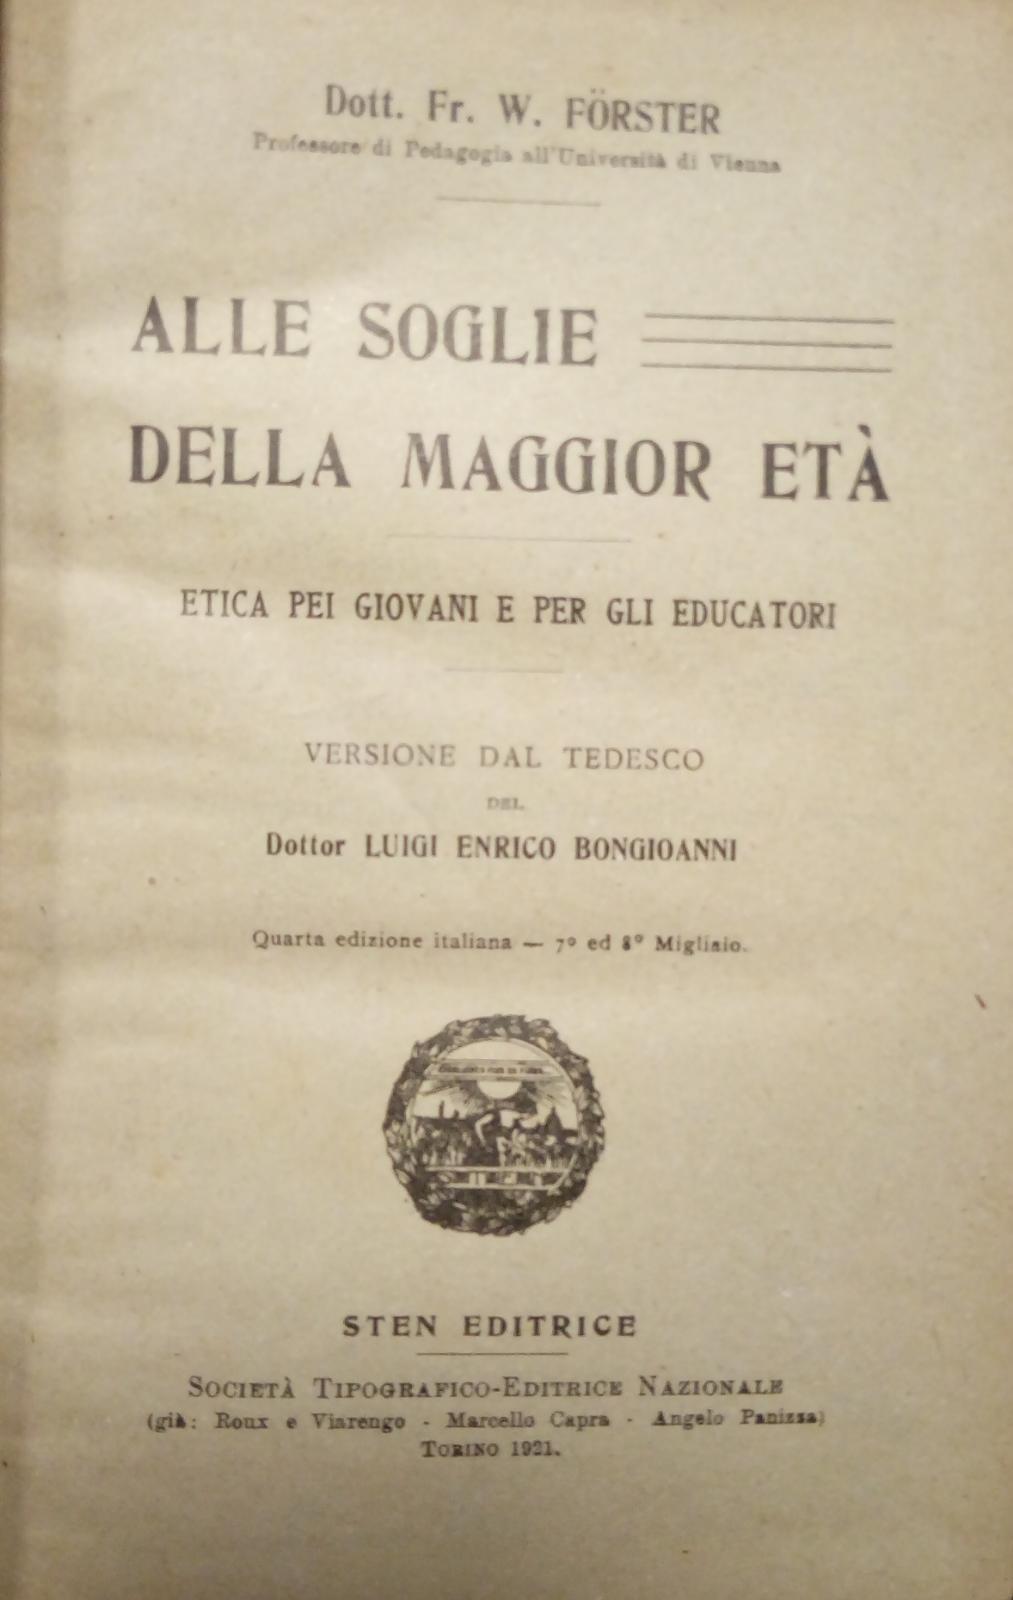 Dott. Fr. W. FÖRSTER
Professore di Pedagogia all'Università di Vienna
ALLE SOGLIE
DELLA MAGGIOR ETÀ
ETICA PEI GIOVANI E PER GLI EDUCATORI
VERSIONE DAL TEDESCO
DEL
Dottor LUIGI ENRICO BONGIOANNI
Quarta edizione italiana — 7º ed 8º Migliaio.
STEN EDITRICE
SOCIETÀ TIPOGRAFICO-EDITRICE NAZIONALE
(già: Roux e Viarengo - Marcello Capra - Angelo Panizza)
TORINO 1921.